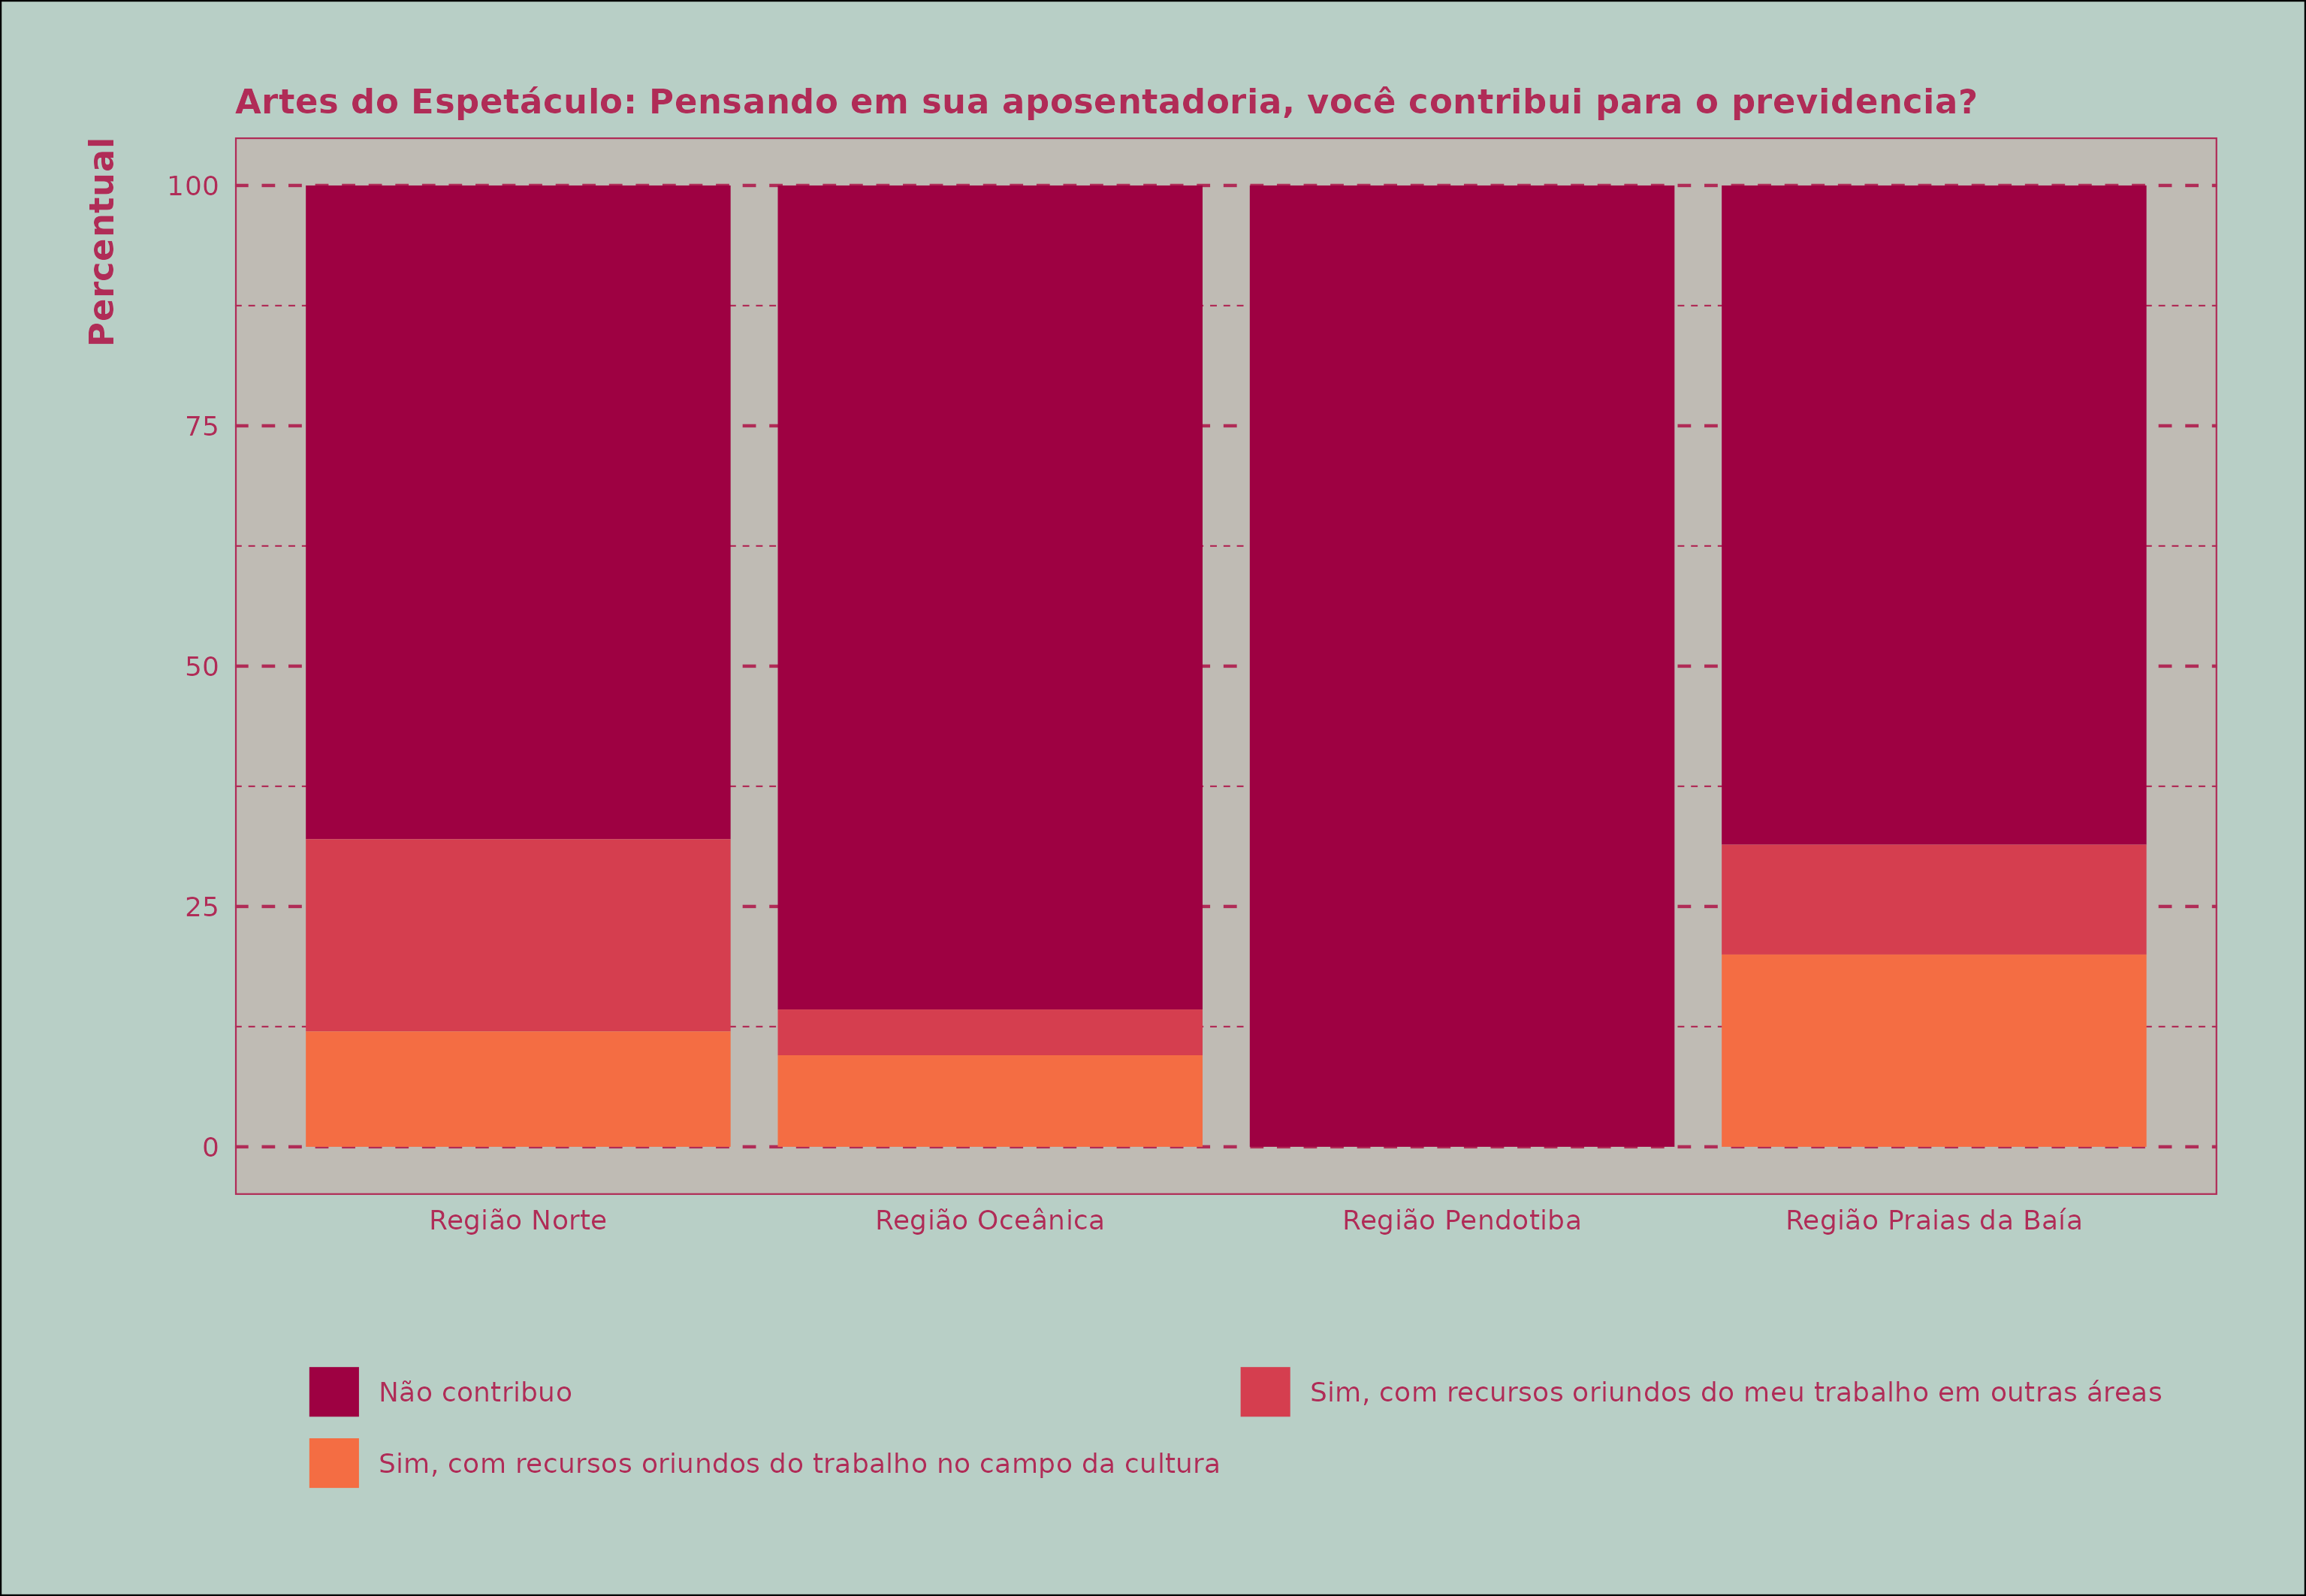 Artes do Espetáculo: Pensando em sua aposentadoria, você contribui para o previdencia?
Percentual
100
75
50
25
0
Região Norte
Região Oceânica
Região Pendotiba
Região Praias da Baía
Não contribuo
Sim, com recursos oriundos do meu trabalho em outras áreas
Sim, com recursos oriundos do trabalho no campo da cultura